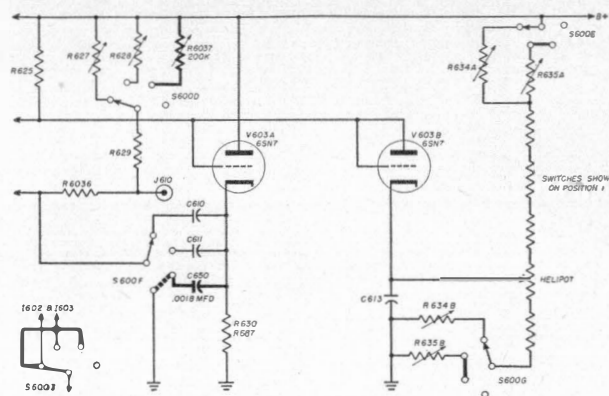 B+
S600E
R625
R627
R628
R6037
200K
R634A
R635A
S600D
V603A
6SN7
V603B
6SN7
R629
SWITCHES SHOWN
ON POSITION 1
R6036
J610
C610
C611
S600F
C650
.0018 MFD
HELIPOT
C613
R634B
R630
R587
R635B
S600G
I602 & I603